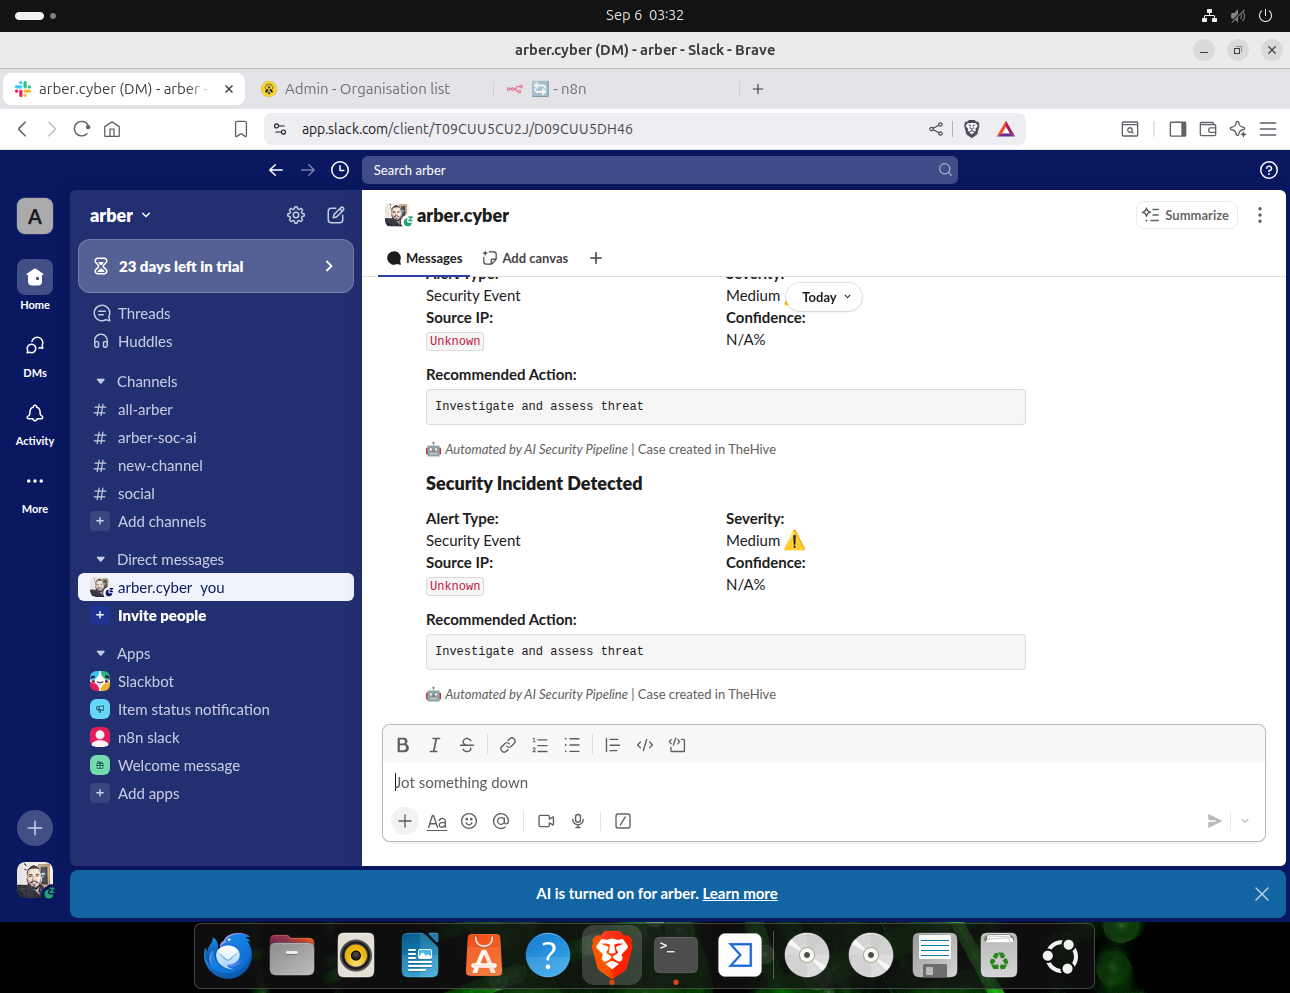 Sep 6 03:32
arber.cyber (DM) - arber - Slack - Brave
arber.cyber (DM) - arber -
Admin - Organisation list
- n8n
app.slack.com/client/T09CUU5CU2J/D09CUU5DH46
Search arber
A
Home
DMs
Activity
More
arber
23 days left in trial
Threads
Huddles
Channels
# all-arber
# arber-soc-ai
# new-channel
# social
+ Add channels
Direct messages
arber.cyber you
+ Invite people
Apps
Slackbot
Item status notification
n8n slack
Welcome message
+ Add apps
arber.cyber
Summarize
Messages
Add canvas
Today
Alert Type: Severity:
Security Event Medium
Source IP: Confidence:
Unknown N/A%
Recommended Action:
Investigate and assess threat
Automated by AI Security Pipeline | Case created in TheHive
Security Incident Detected
Alert Type: Severity:
Security Event Medium
Source IP: Confidence:
Unknown N/A%
Recommended Action:
Investigate and assess threat
Automated by AI Security Pipeline | Case created in TheHive
Jot something down
Aa
AI is turned on for arber. Learn more